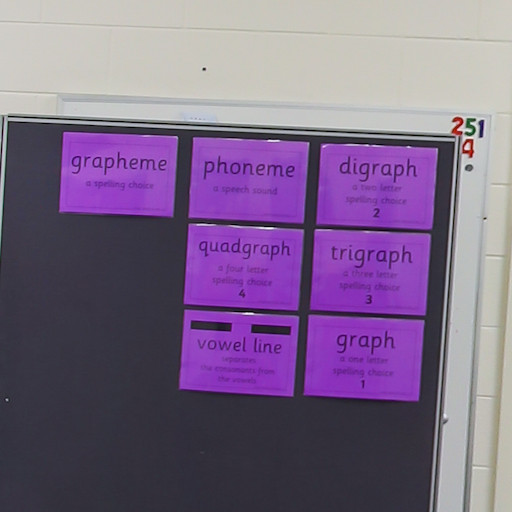 251
4
grapheme
a spelling choice
phoneme
a speech sound
digraph
a two letter
spelling choice
2
quadgraph
a four letter
spelling choice
4
trigraph
a three letter
spelling choice
3
vowel line
separates
the consonants from
the vowels
graph
a one letter
spelling choice
1